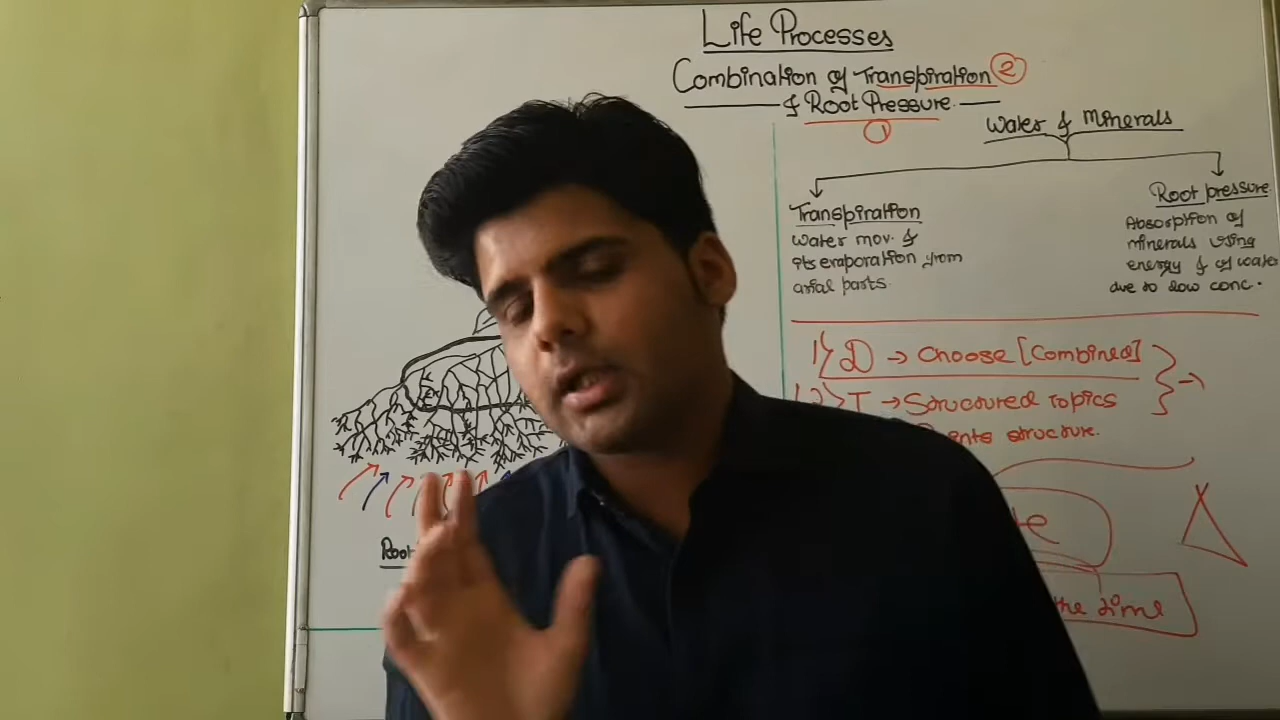 Life Processes
Combination of Transpiration ②
& Root Pressure
①
Water & Minerals
Transpiration
Water mov. &
its evaporation from
arial parts.
Root pressure
Absorption of
minerals using
energy & of water
due to low conc.
1) D → Choose [Combined]
2) T → Structured Topics
structure.
Root
the time